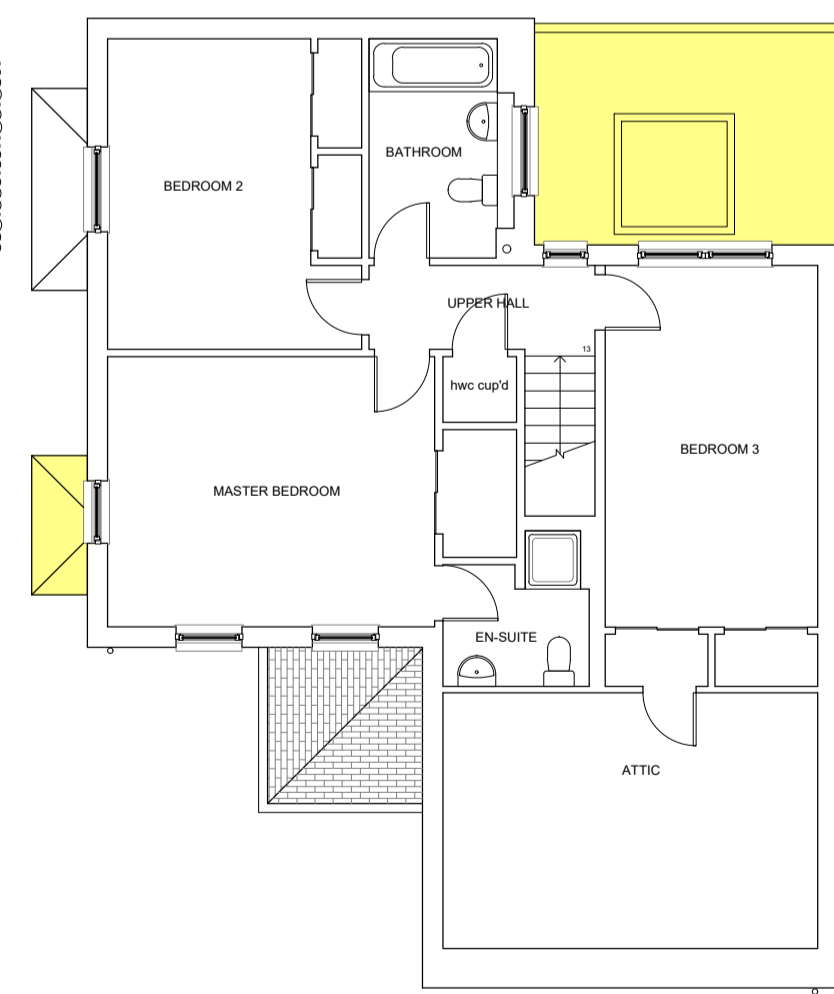 BATHROOM
BEDROOM 2
UPPER HALL
13
hwc cup'd
BEDROOM 3
MASTER BEDROOM
EN-SUITE
ATTIC